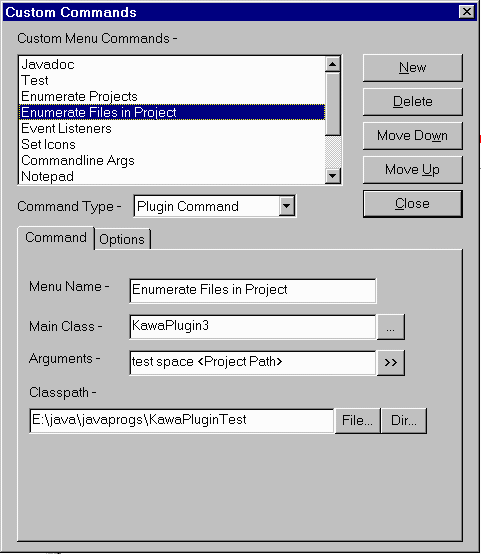 Custom Commands
Custom Menu Commands -
Javadoc
Test
Enumerate Projects
Enumerate Files in Project
Event Listeners
Set Icons
Commandline Args
Notepad
New
Delete
Move Down
Move Up
Close
Command Type - Plugin Command
Command Options
Menu Name - Enumerate Files in Project
Main Class - KawaPlugin3 ...
Arguments - test space <Project Path> >>
Classpath -
E:\java\javaprogs\KawaPluginTest File... Dir...